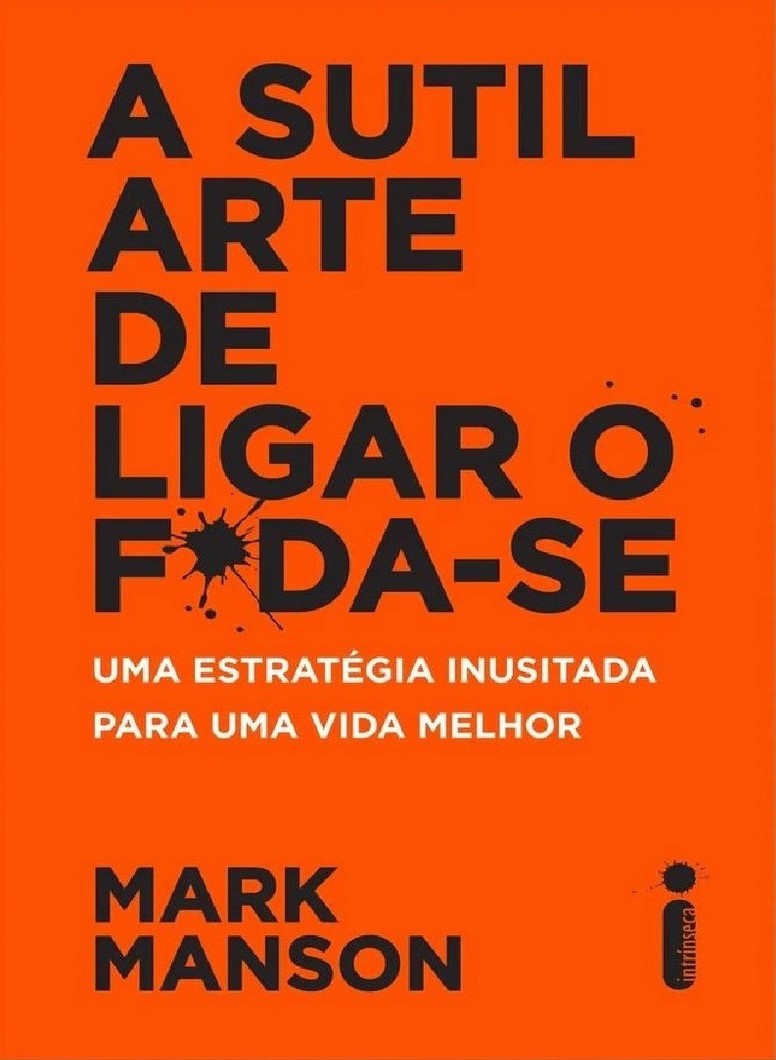 A SUTIL
ARTE
DE
LIGAR O
F*DA-SE
UMA ESTRATÉGIA INUSITADA
PARA UMA VIDA MELHOR
MARK
MANSON
intrínseca